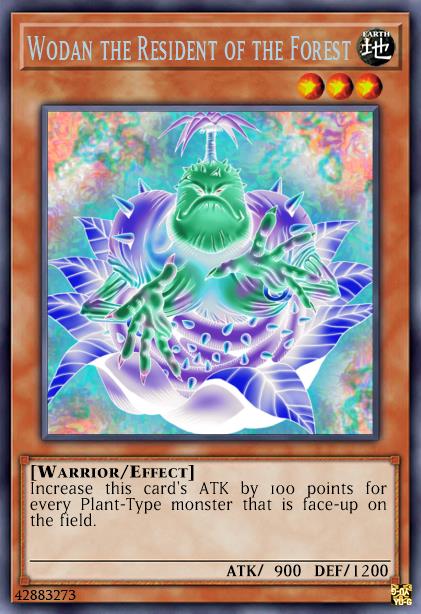 Wodan the Resident of the Forest
EARTH
地
[Warrior/Effect]
Increase this card's ATK by 100 points for
every Plant-Type monster that is face-up on
the field.
ATK/ 900 DEF/1200
42883273